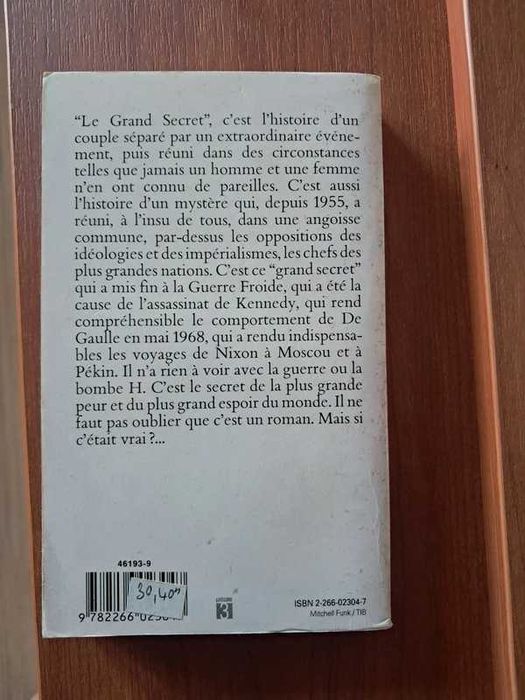 “Le Grand Secret”, c’est l’histoire d’un
couple séparé par un extraordinaire événe-
ment, puis réuni dans des circonstances
telles que jamais un homme et une femme
n’en ont connu de pareilles. C’est aussi
l’histoire d’un mystère qui, depuis 1955, a
réuni, à l’insu de tous, dans une angoisse
commune, par-dessus les oppositions des
idéologies et des impérialismes, les chefs des
plus grandes nations. C’est ce “grand secret”
qui a mis fin à la Guerre Froide, qui a été la
cause de l’assassinat de Kennedy, qui rend
compréhensible le comportement de De
Gaulle en mai 1968, qui a rendu indispensa-
bles les voyages de Nixon à Moscou et à
Pékin. Il n’a rien à voir avec la guerre ou la
bombe H. C’est le secret de la plus grande
peur et du plus grand espoir du monde. Il ne
faut pas oublier que c’est un roman. Mais si
c’était vrai ?...
46193-9
30,40
9 782266 023
3
ISBN 2-266-02304-7
Mitchell Funk / TIB